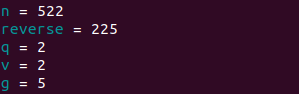 n = 522
reverse = 225
q = 2
v = 2
g = 5